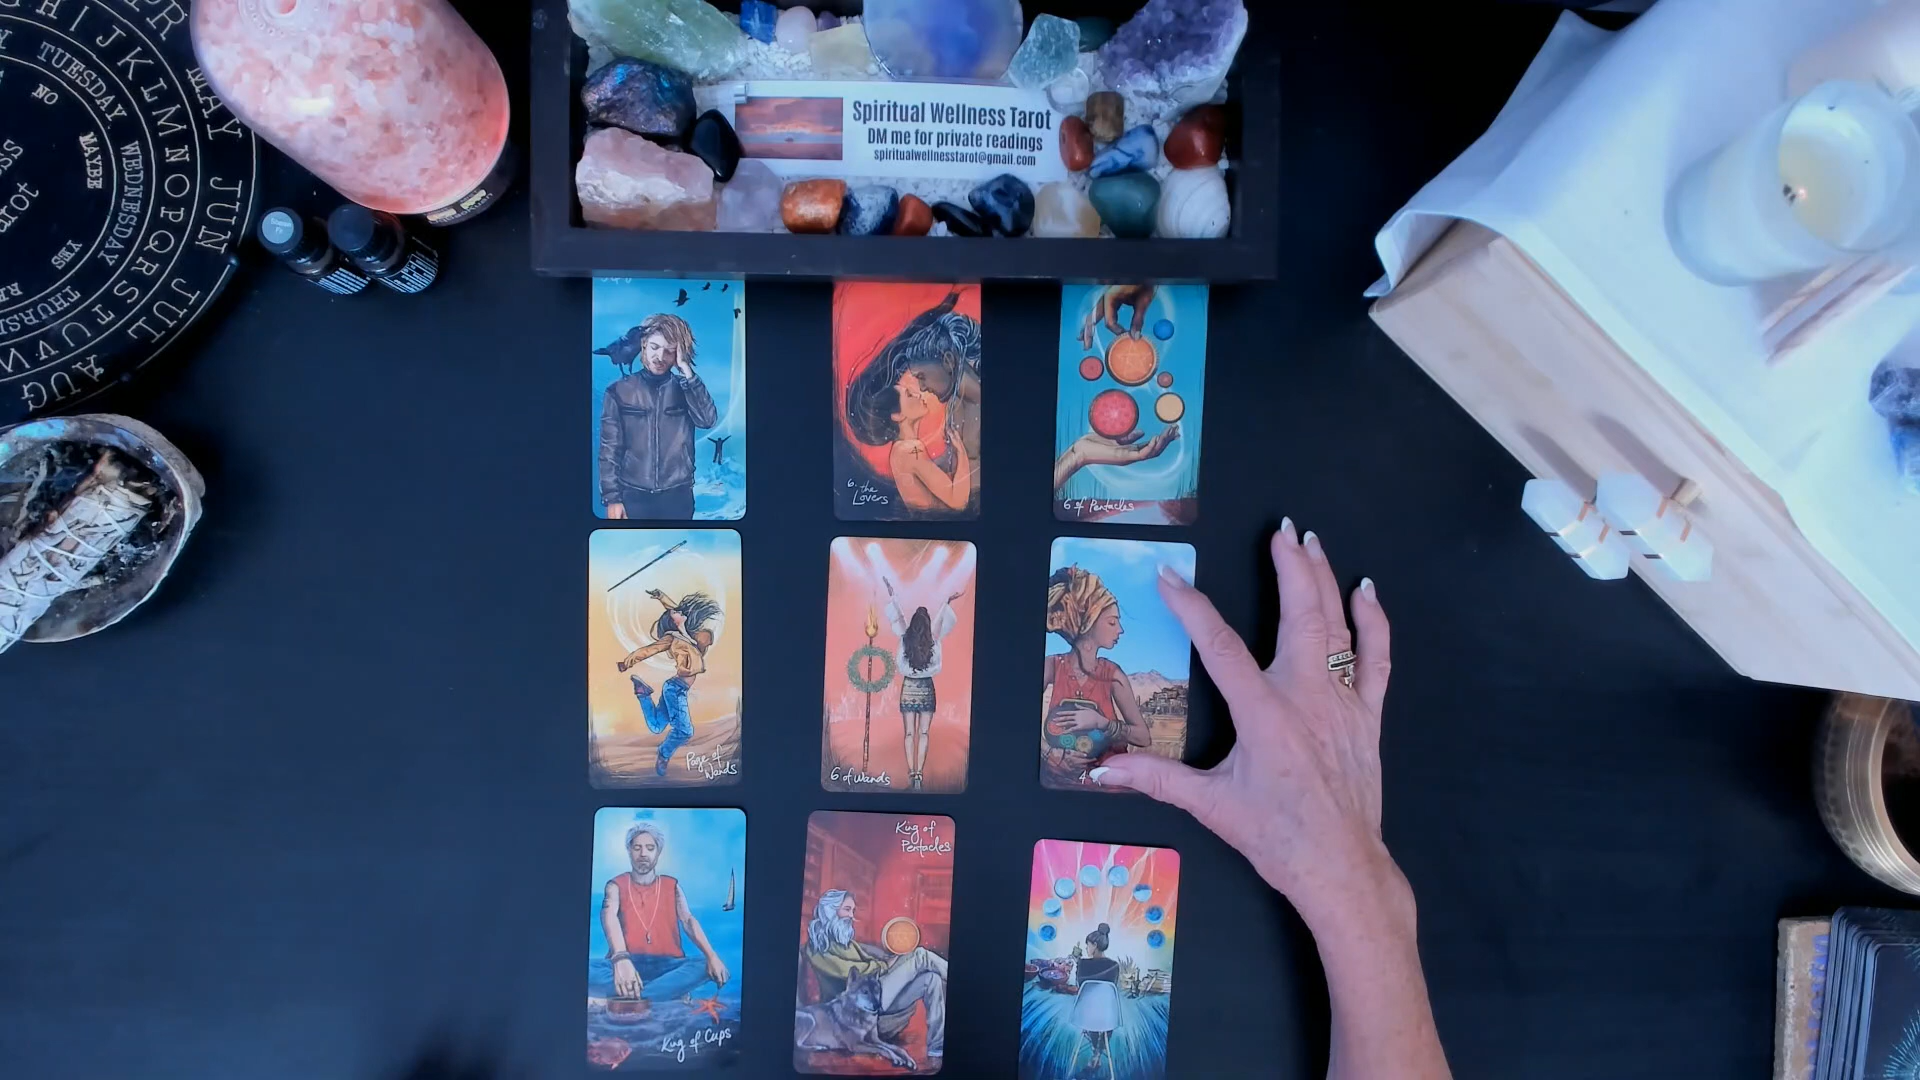 Spiritual Wellness Tarot
DM me for private readings
spiritualwellnesstarot@gmail.com
TUESDAY
WEDNESDAY
NO
MAYBE
YES
H I J K L M N O P Q R S T U V
MAY
JUN
JUL
AUG
6. the
Lovers
6 of Pentacles
Page of
Wands
6 of Wands
4
King of Cups
King of
Pentacles